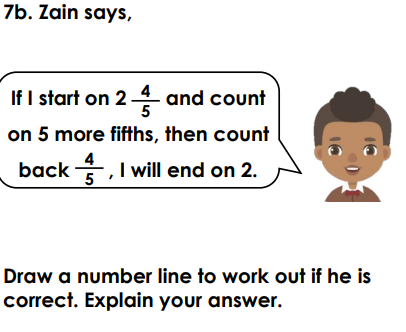 7b. Zain says,
If I start on 2 4/5 and count
on 5 more fifths, then count
back 4/5 , I will end on 2.
Draw a number line to work out if he is
correct. Explain your answer.